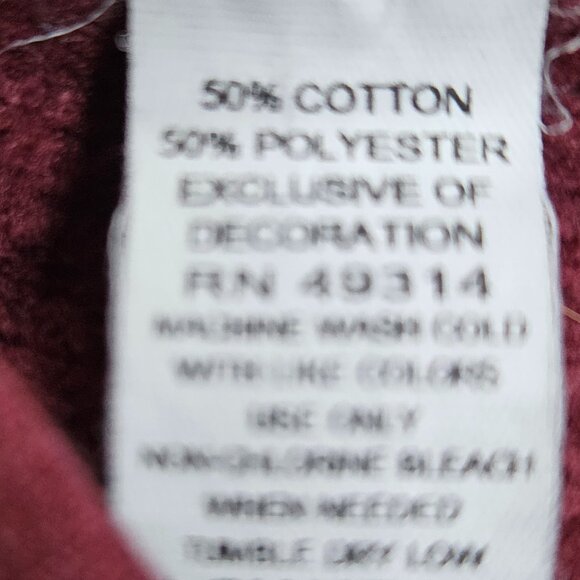 50% COTTON
50% POLYESTER
EXCLUSIVE OF
DECORATION
RN 49314
MACHINE WASH COLD
WITH LIKE COLORS
USE ONLY
NON-CHLORINE BLEACH
WHEN NEEDED
TUMBLE DRY LOW